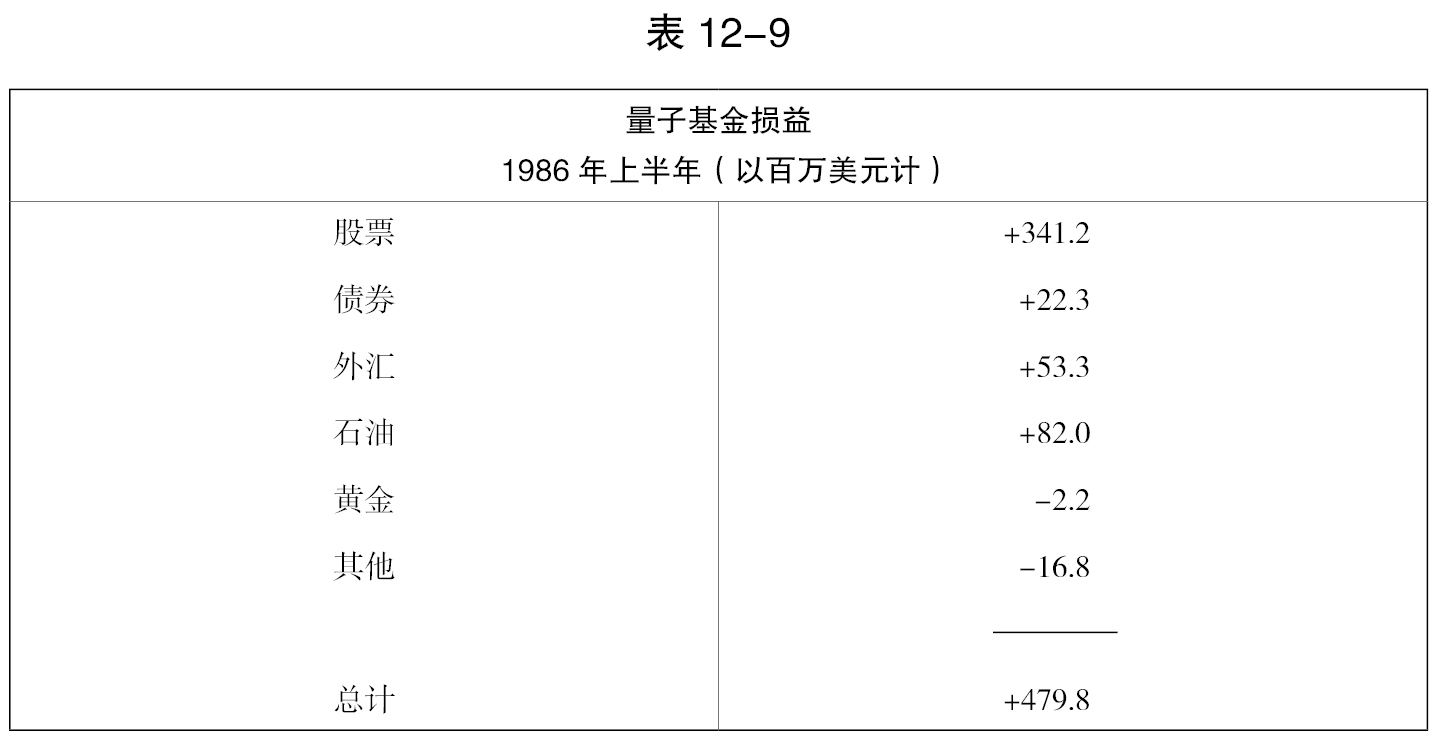 表 12–9
量子基金损益
1986 年上半年（以百万美元计）
股票 +341.2
债券 +22.3
外汇 +53.3
石油 +82.0
黄金 –2.2
其他 –16.8
总计 +479.8